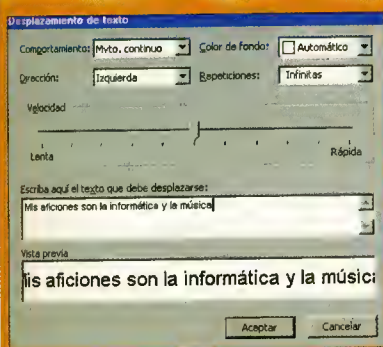 Desplazamiento de texto
Comportamiento: Mvto. continuo Color de fondo: Automático
Dirección: Izquierda Repeticiones: Infinitas
Velocidad
Lenta Rápida
Escriba aquí el texto que debe desplazarse:
Mis aficiones son la informática y la música
Vista previa
is aficiones son la informática y la músic
Aceptar Cancelar